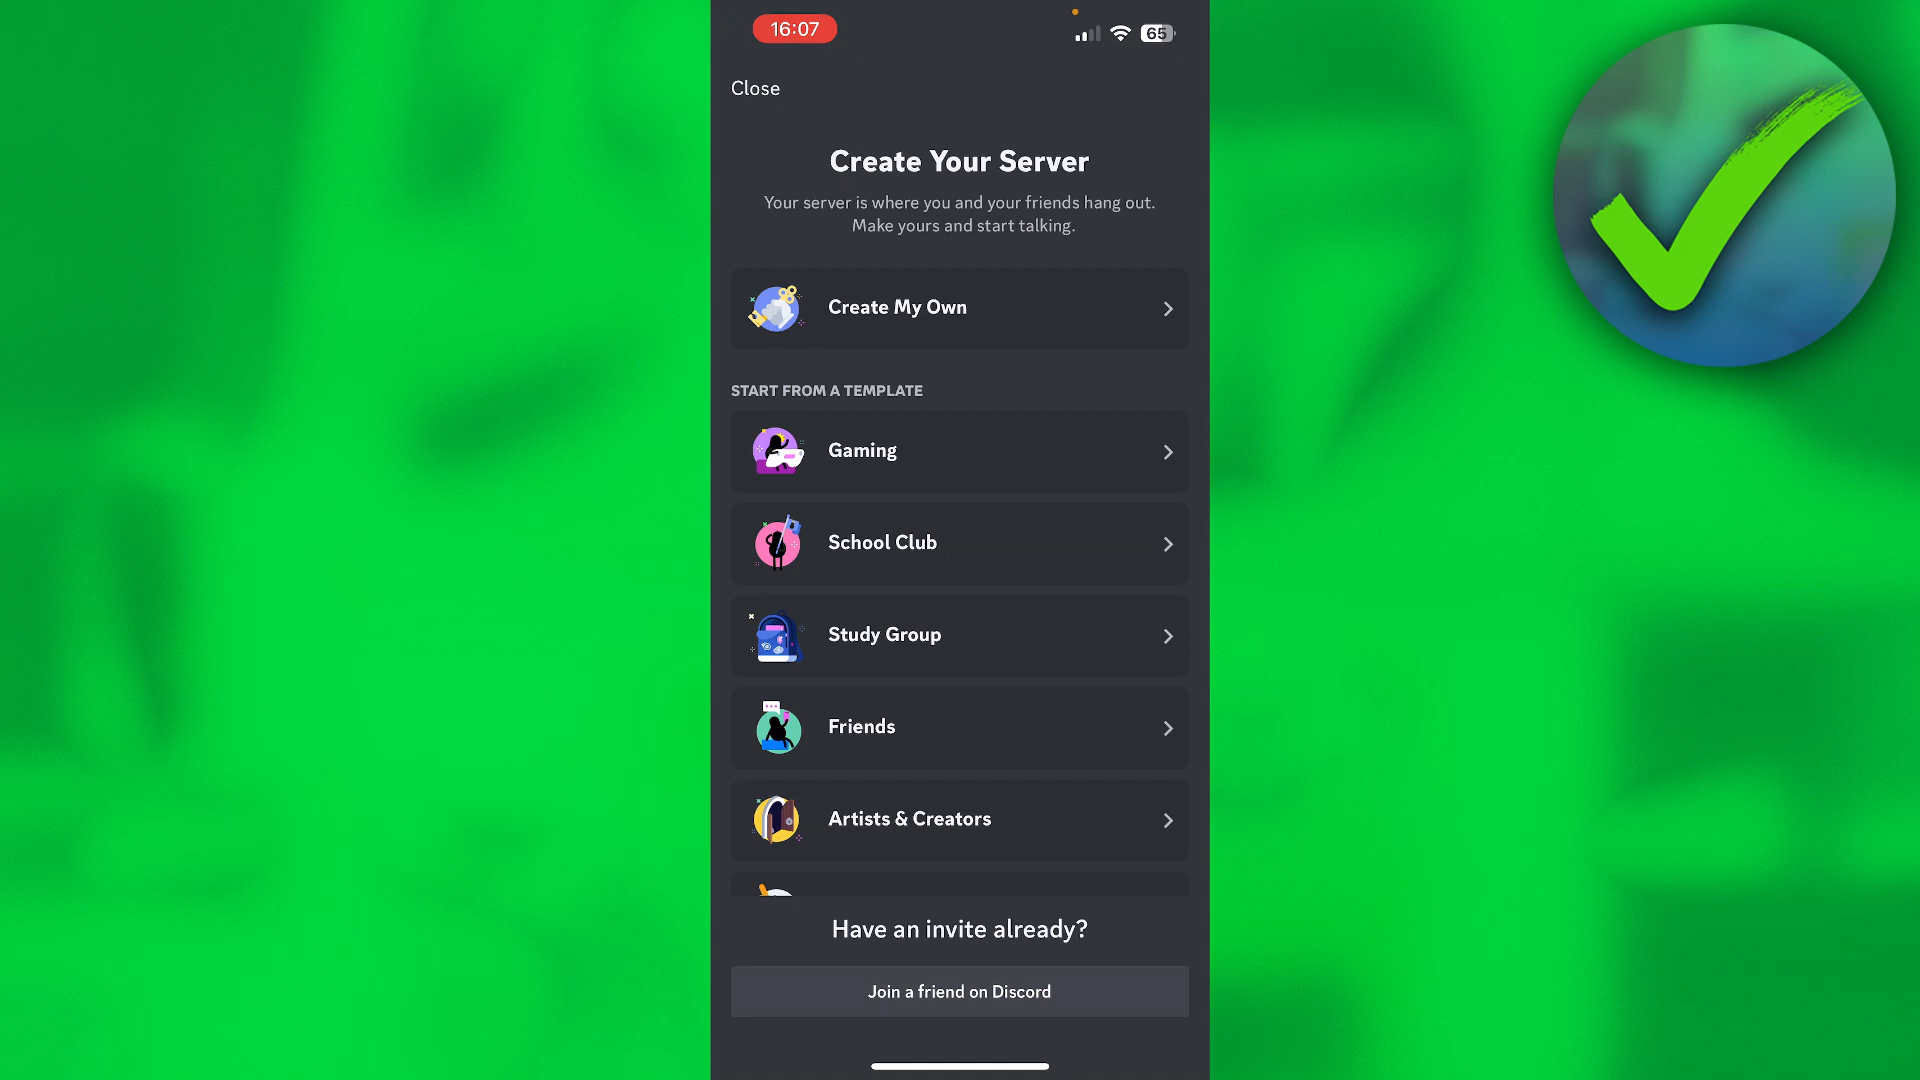 16:07
65
Close
Create Your Server
Your server is where you and your friends hang out.
Make yours and start talking.
Create My Own
START FROM A TEMPLATE
Gaming
School Club
Study Group
Friends
Artists & Creators
Have an invite already?
Join a friend on Discord